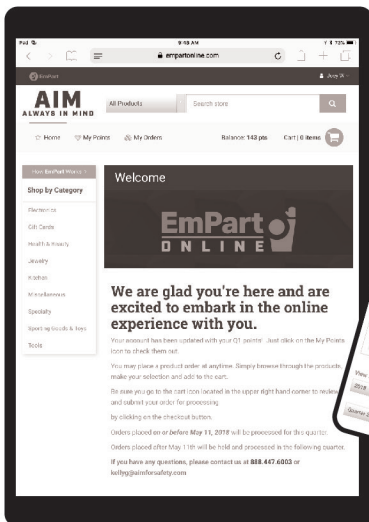 iPad
9:48 AM
73%
empartonline.com
EmPart
Joey W
AIM
ALWAYS IN MIND
All Products
Search store
Home
My Points
My Orders
Balance: 143 pts
Cart | 0 items
How EmPart Works
Shop by Category
Electronics
Gift Cards
Health & Beauty
Jewelry
Kitchen
Miscellaneous
Specialty
Sporting Goods & Toys
Tools
Welcome
EmPart
ONLINE
We are glad you're here and are
excited to embark in the online
experience with you.
Your account has been updated with your Q1 points! Just click on the My Points
icon to check them out.
You may place a product order at anytime. Simply browse through the products,
make your selection and add to the cart.
Be sure you go to the cart icon located in the upper right hand corner to review
and submit your order for processing
by clicking on the checkout button.
Orders placed on or before May 11, 2018 will be processed for this quarter.
Orders placed after May 11th will be held and processed in the following quarter.
If you have any questions, please contact us at 888.447.6003 or
kellyg@aimforsafety.com
View
2018
Quarter